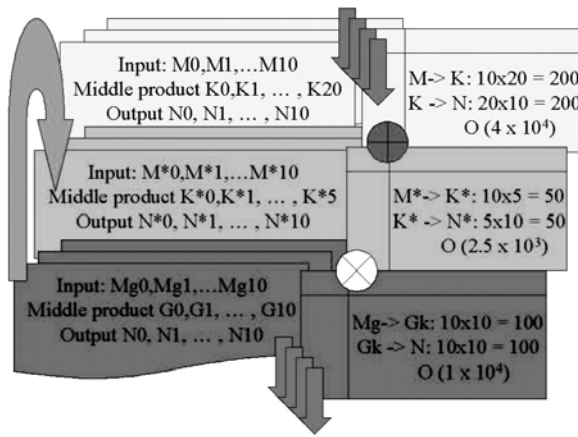 Input: M0,M1,...M10
Middle product K0,K1, ... , K20
Output N0, N1, ... , N10
M-> K: 10x20 = 200
K -> N: 20x10 = 200
O (4 x 10⁴)
Input: M*0,M*1,...M*10
Middle product K*0,K*1, ... , K*5
Output N*0, N*1, ... , N*10
M*-> K*: 10x5 = 50
K* -> N*: 5x10 = 50
O (2.5 x 10³)
Input: Mg0,Mg1,...Mg10
Middle product G0,G1, ... , G10
Output N0, N1, ... , N10
Mg-> Gk: 10x10 = 100
Gk -> N: 10x10 = 100
O (1 x 10⁴)